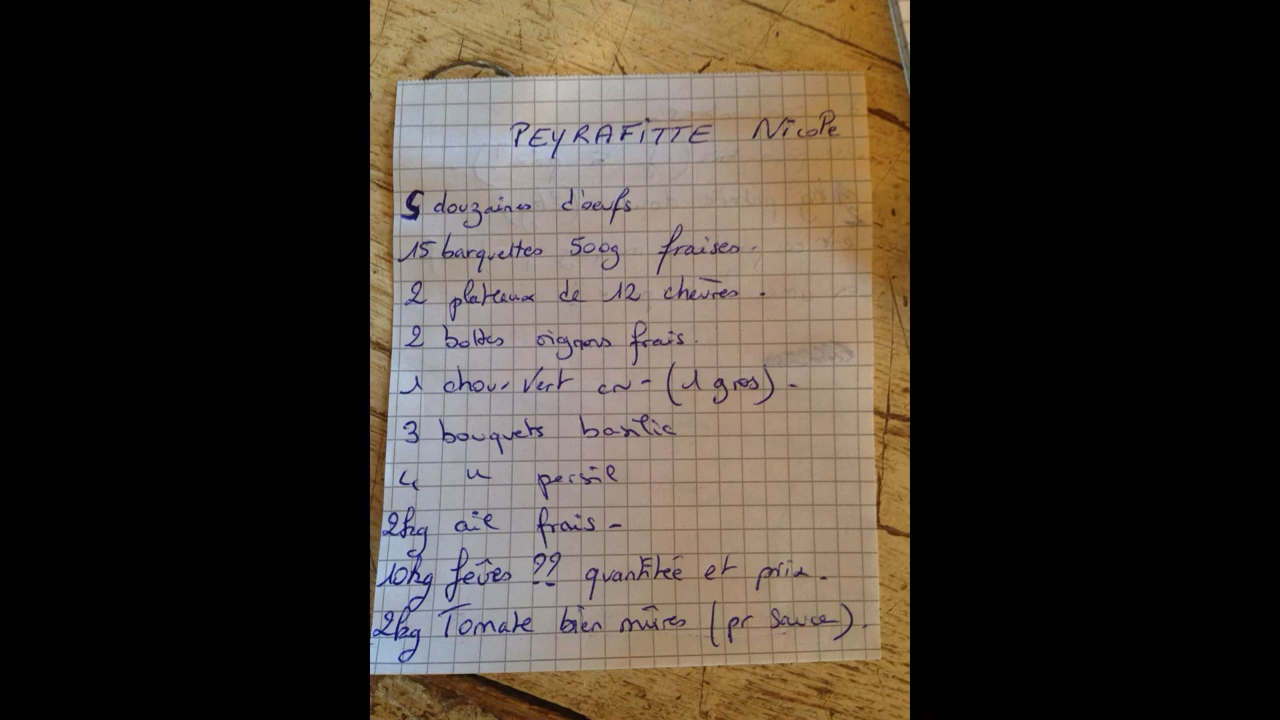 PEYRAFITTE Nicole
5 douzaines d'oeufs
15 barquettes 500g fraises.
2 plateaux de 12 chèvres.
2 bottes oignons frais.
1 chou vert (1 gros).
3 bouquets basilic
4 " persil
2kg ail frais -
10kg fèves ?? quantitée et prix.
2kg Tomate bien mûres (pr sauce).